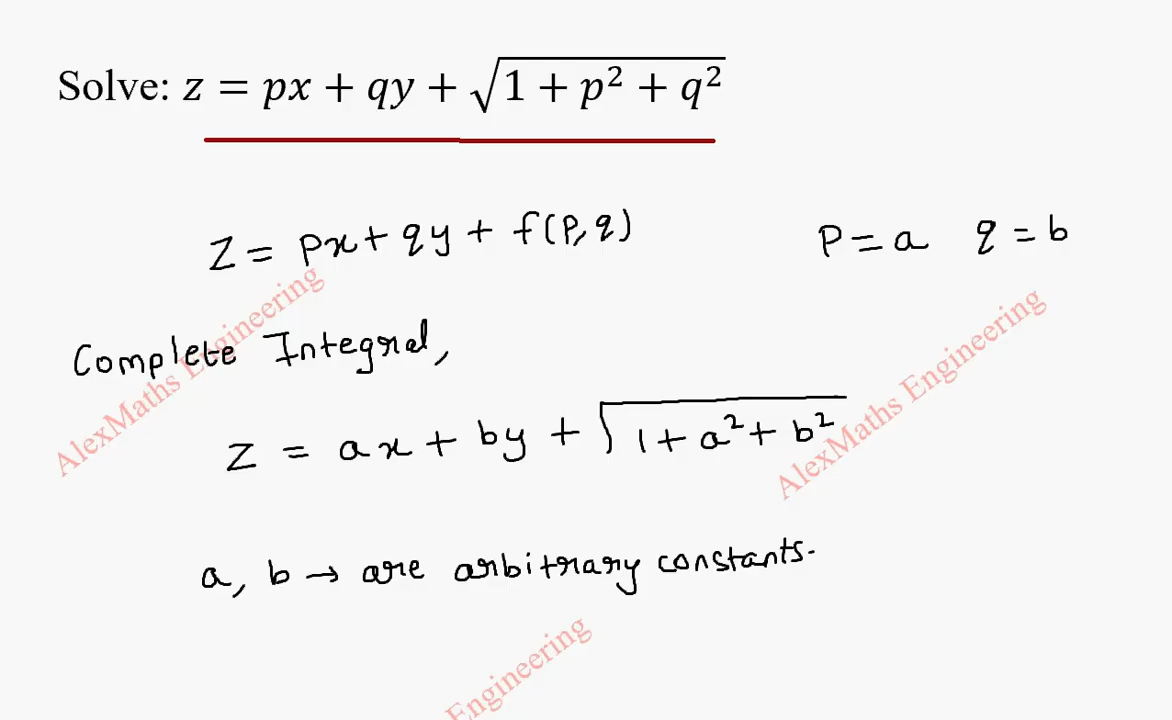 Solve: z = px + qy + √(1 + p² + q²)
Z = px + qy + f(p,q)
P = a q = b
Complete Integral,
Z = ax + by + √(1 + a² + b²)
a, b → are arbitrary constants.
AlexMaths Engineering
AlexMaths Engineering
Engineering